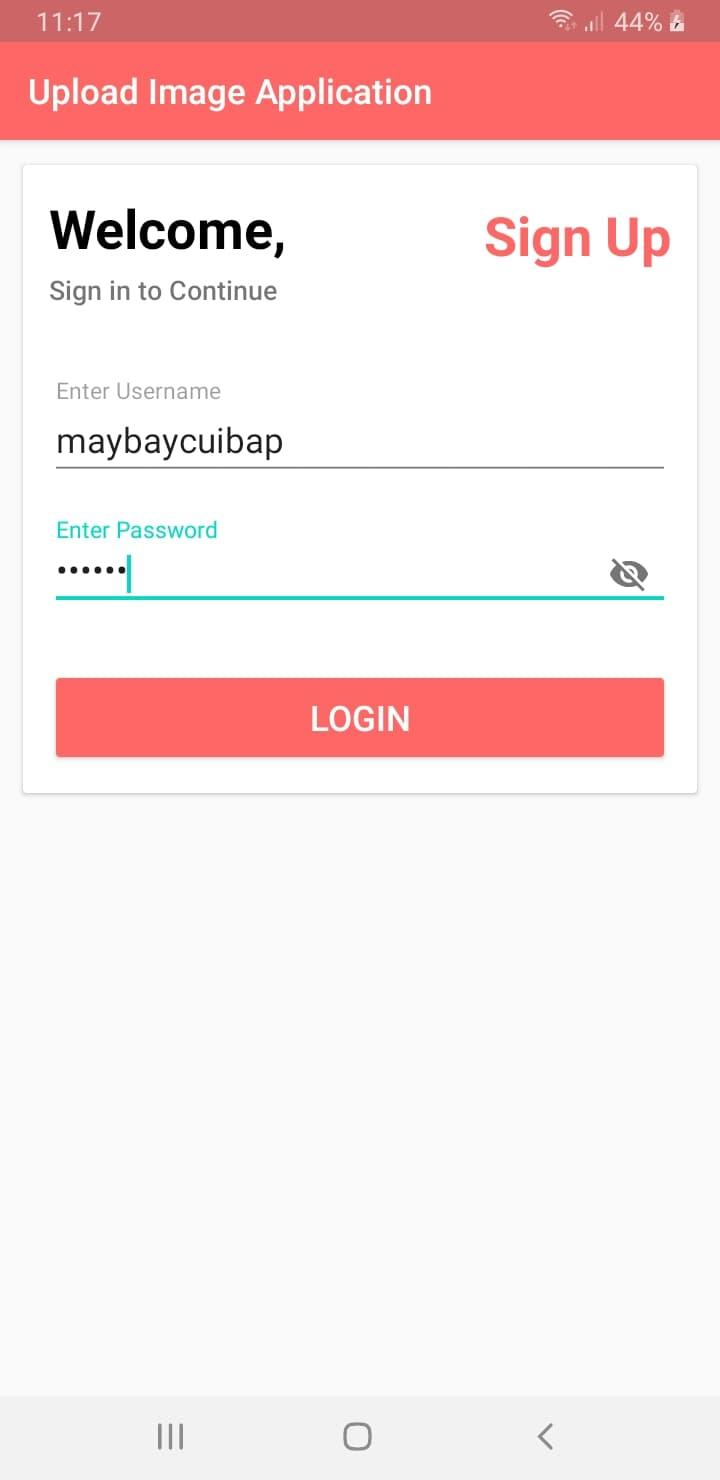 11:17
44%
Upload Image Application
Welcome,
Sign Up
Sign in to Continue
Enter Username
maybaycuibap
Enter Password
••••••
LOGIN